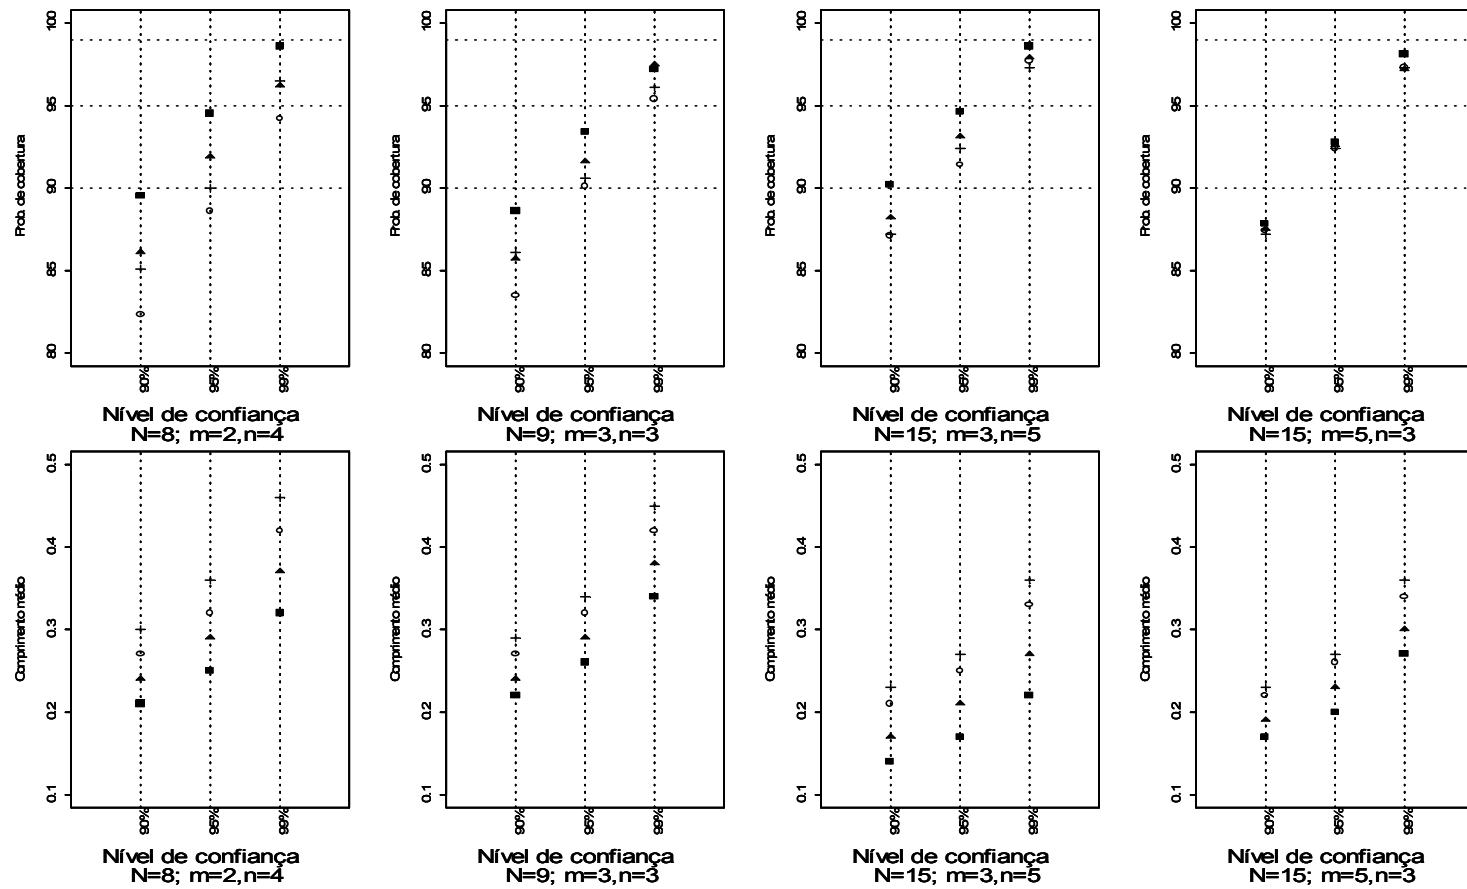 Prob. de cobertura
100
95
90
85
80
90%
95%
99%
Nível de confiança
N=8; m=2,n=4
Prob. de cobertura
100
95
90
85
80
90%
95%
99%
Nível de confiança
N=9; m=3,n=3
Prob. de cobertura
100
95
90
85
80
90%
95%
99%
Nível de confiança
N=15; m=3,n=5
Prob. de cobertura
100
95
90
85
80
90%
95%
99%
Nível de confiança
N=15; m=5,n=3
Comprimento médio
0.5
0.4
0.3
0.2
0.1
90%
95%
99%
Nível de confiança
N=8; m=2,n=4
Comprimento médio
0.5
0.4
0.3
0.2
0.1
90%
95%
99%
Nível de confiança
N=9; m=3,n=3
Comprimento médio
0.5
0.4
0.3
0.2
0.1
90%
95%
99%
Nível de confiança
N=15; m=3,n=5
Comprimento médio
0.5
0.4
0.3
0.2
0.1
90%
95%
99%
Nível de confiança
N=15; m=5,n=3